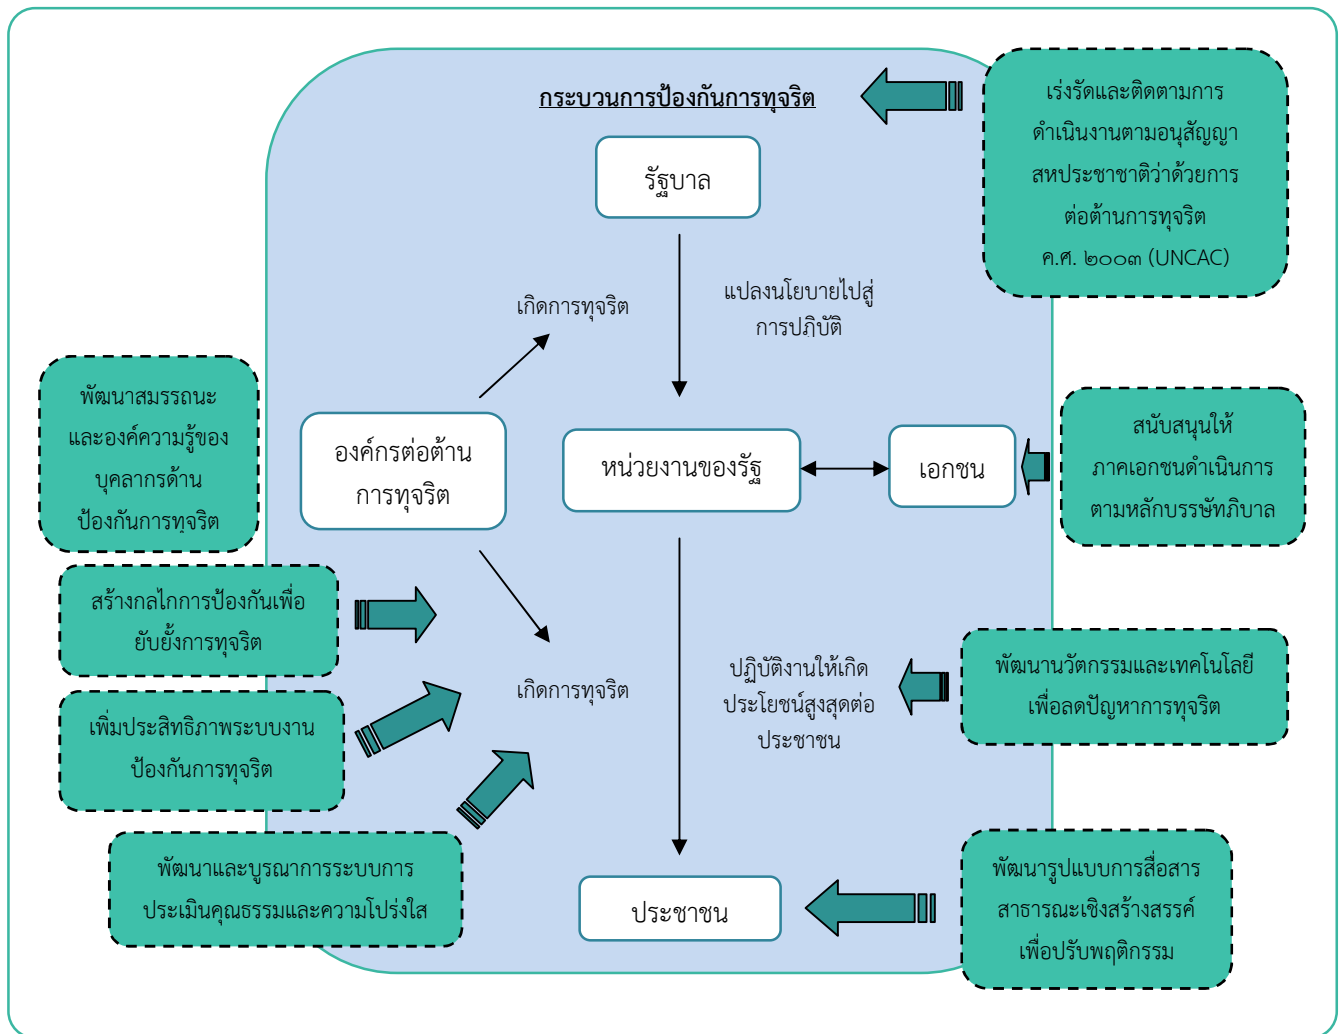 กระบวนการป้องกันการทุจริต
เร่งรัดและติดตามการ
ดำเนินงานตามอนุสัญญา
สหประชาชาติว่าด้วยการ
ต่อต้านการทุจริต
ค.ศ. ๒๐๐๓ (UNCAC)
รัฐบาล
เกิดการทุจริต
แปลงนโยบายไปสู่
การปฏิบัติ
พัฒนาสมรรถนะ
และองค์ความรู้ของ
บุคลากรด้าน
ป้องกันการทุจริต
องค์กรต่อต้าน
การทุจริต
หน่วยงานของรัฐ
เอกชน
สนับสนุนให้
ภาคเอกชนดำเนินการ
ตามหลักบรรษัทภิบาล
สร้างกลไกการป้องกันเพื่อ
ยับยั้งการทุจริต
เกิดการทุจริต
ปฏิบัติงานให้เกิด
ประโยชน์สูงสุดต่อ
ประชาชน
พัฒนานวัตกรรมและเทคโนโลยี
เพื่อลดปัญหาการทุจริต
เพิ่มประสิทธิภาพระบบงาน
ป้องกันการทุจริต
พัฒนาและบูรณาการระบบการ
ประเมินคุณธรรมและความโปร่งใส
ประชาชน
พัฒนารูปแบบการสื่อสาร
สาธารณะเชิงสร้างสรรค์
เพื่อปรับพฤติกรรม